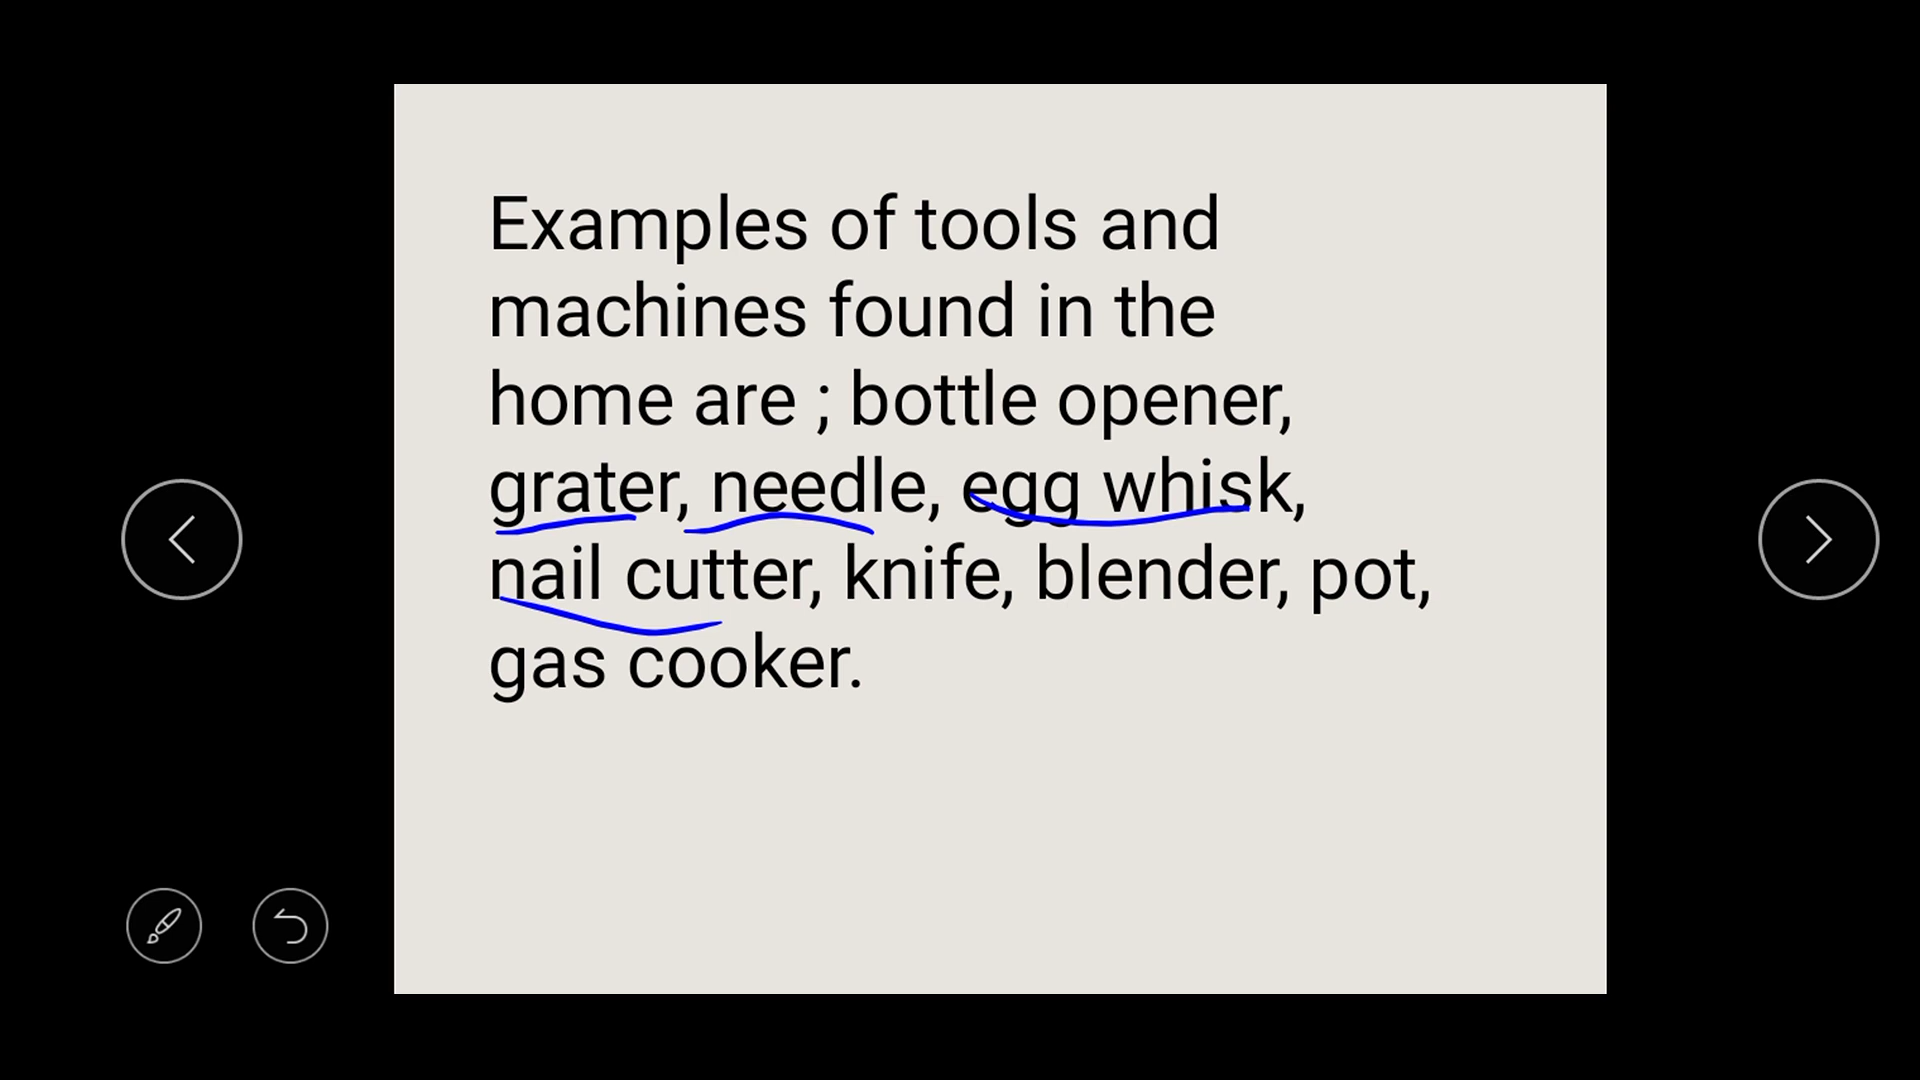 Examples of tools and
machines found in the
home are ; bottle opener,
grater, needle, egg whisk,
nail cutter, knife, blender, pot,
gas cooker.